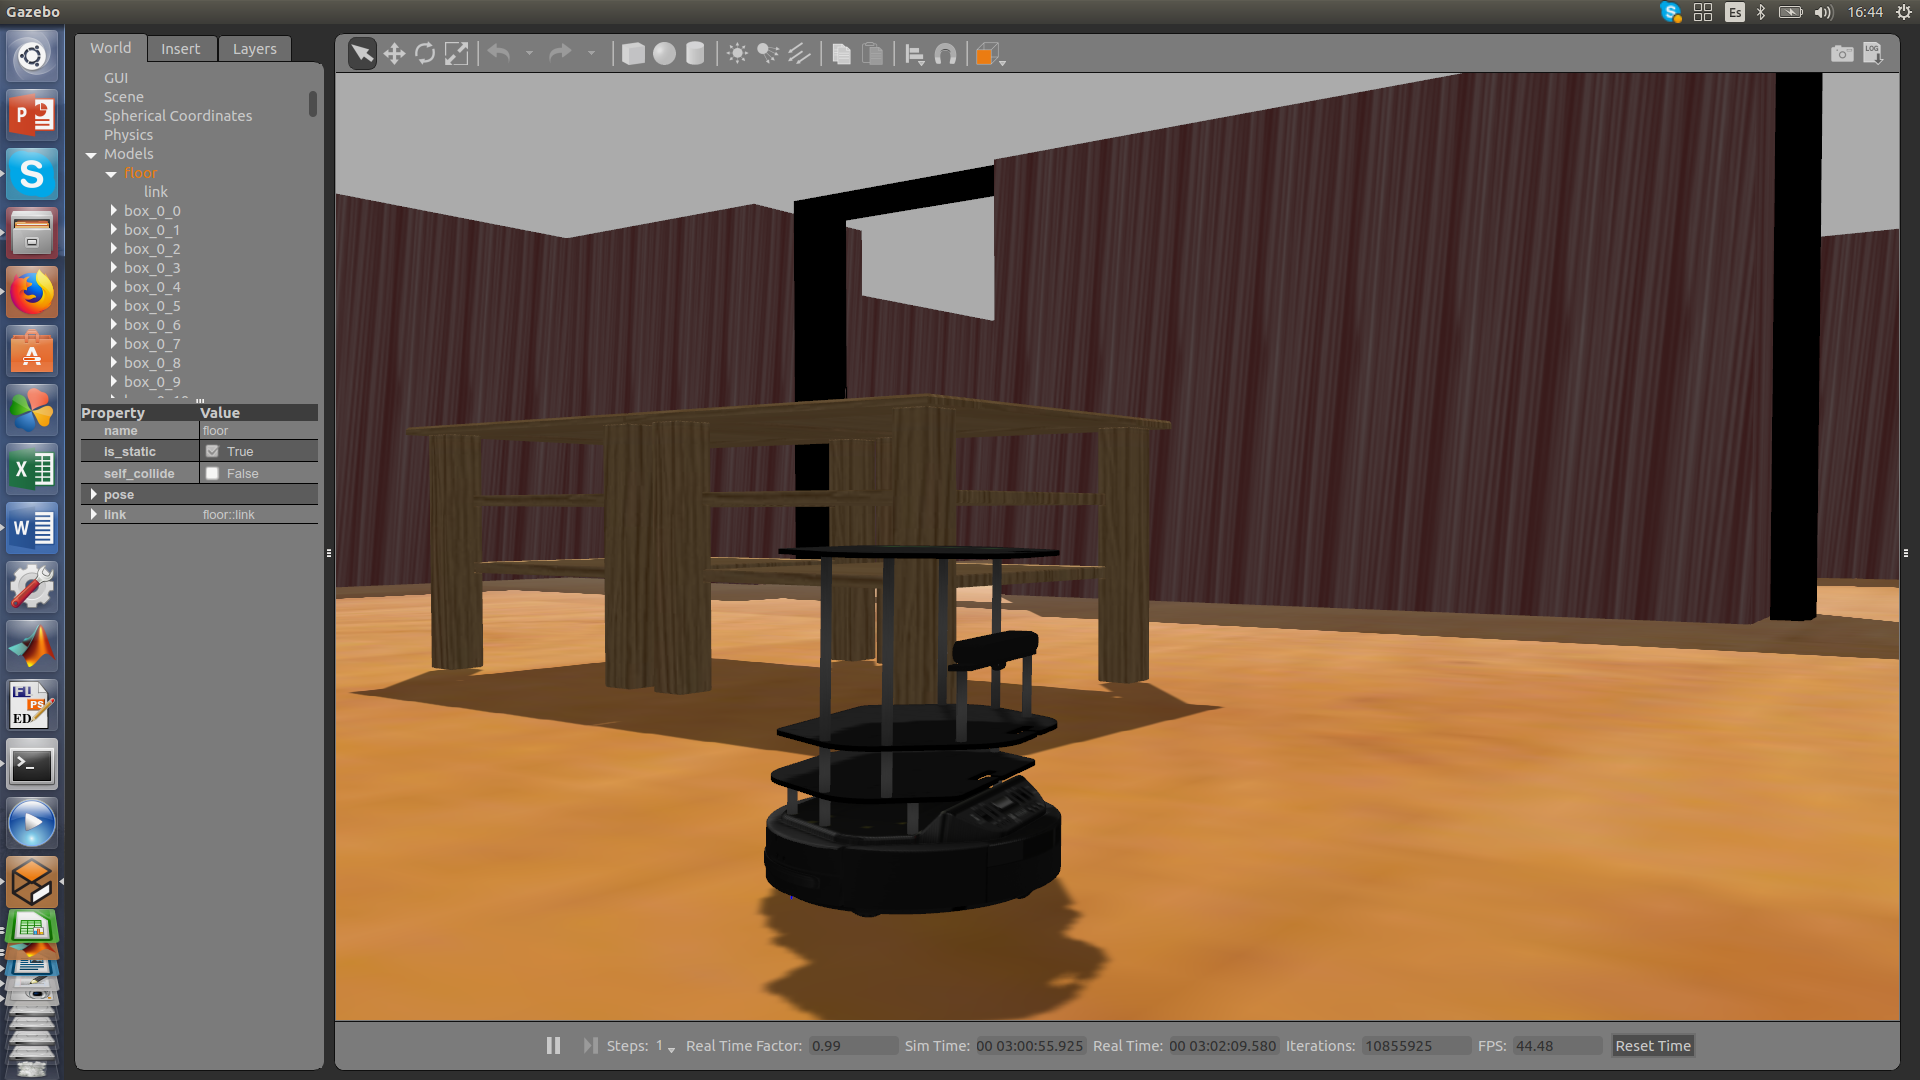 Gazebo
Es
16:44
World Insert Layers
LOG
GUI
Scene
Spherical Coordinates
Physics
Models
floor
link
box_0_0
box_0_1
box_0_2
box_0_3
box_0_4
box_0_5
box_0_6
box_0_7
box_0_8
box_0_9
Property Value
name floor
is_static True
self_collide False
pose
link floor::link
Steps: 1 Real Time Factor: 0.99 Sim Time: 00 03:00:55.925 Real Time: 00 03:02:09.580 Iterations: 10855925 FPS: 44.48 Reset Time